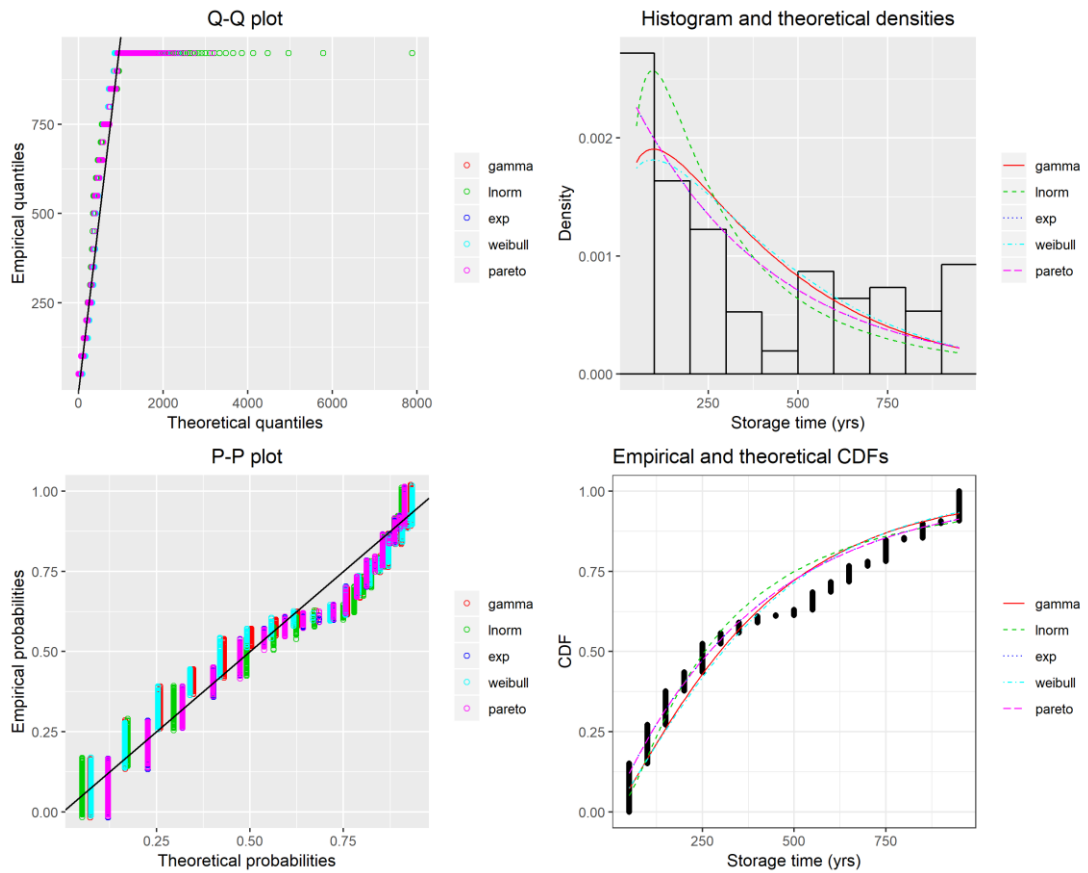 Q-Q plot
Empirical quantiles
750
500
250
0
2000
4000
6000
8000
Theoretical quantiles
gamma
lnorm
exp
weibull
pareto
Histogram and theoretical densities
Density
0.002
0.001
0.000
250
500
750
Storage time (yrs)
gamma
lnorm
exp
weibull
pareto
P-P plot
Empirical probabilities
1.00
0.75
0.50
0.25
0.00
0.25
0.50
0.75
Theoretical probabilities
gamma
lnorm
exp
weibull
pareto
Empirical and theoretical CDFs
CDF
1.00
0.75
0.50
0.25
0.00
250
500
750
Storage time (yrs)
gamma
lnorm
exp
weibull
pareto